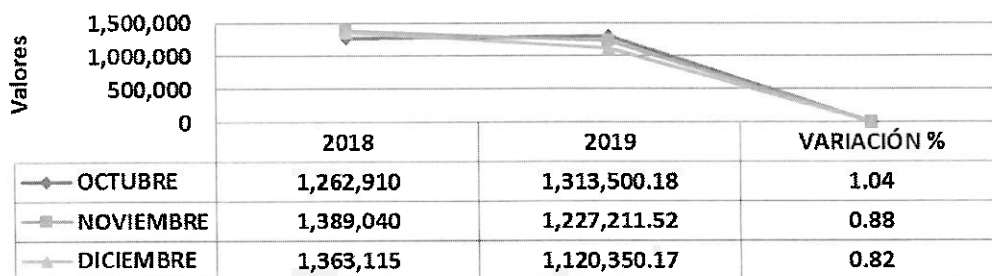 Valores
1,500,000
1,000,000
500,000
0
2018 2019 VARIACIÓN %
OCTUBRE 1,262,910 1,313,500.18 1.04
NOVIEMBRE 1,389,040 1,227,211.52 0.88
DICIEMBRE 1,363,115 1,120,350.17 0.82